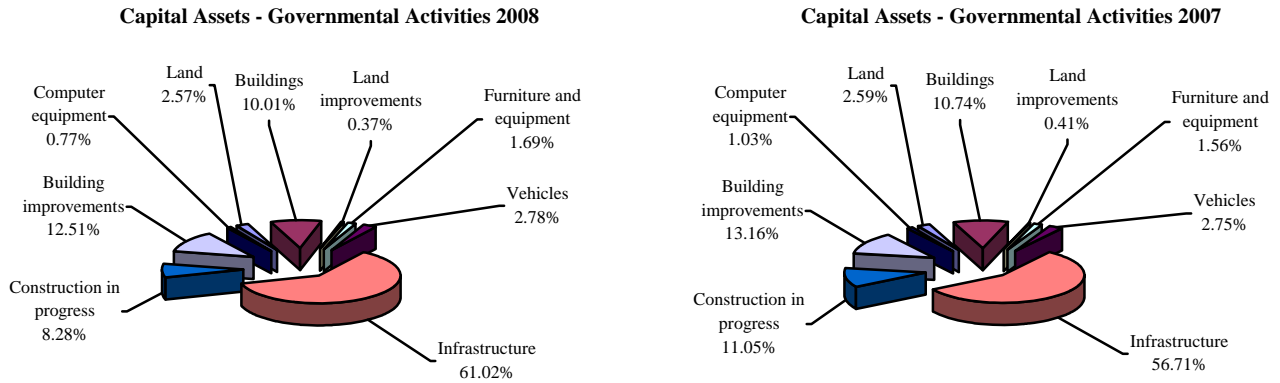 Capital Assets - Governmental Activities 2008
Land
2.57%
Buildings
10.01%
Land
improvements
0.37%
Computer
equipment
0.77%
Furniture and
equipment
1.69%
Building
improvements
12.51%
Vehicles
2.78%
Construction in
progress
8.28%
Infrastructure
61.02%
Capital Assets - Governmental Activities 2007
Land
2.59%
Buildings
10.74%
Land
improvements
0.41%
Computer
equipment
1.03%
Furniture and
equipment
1.56%
Building
improvements
13.16%
Vehicles
2.75%
Construction in
progress
11.05%
Infrastructure
56.71%